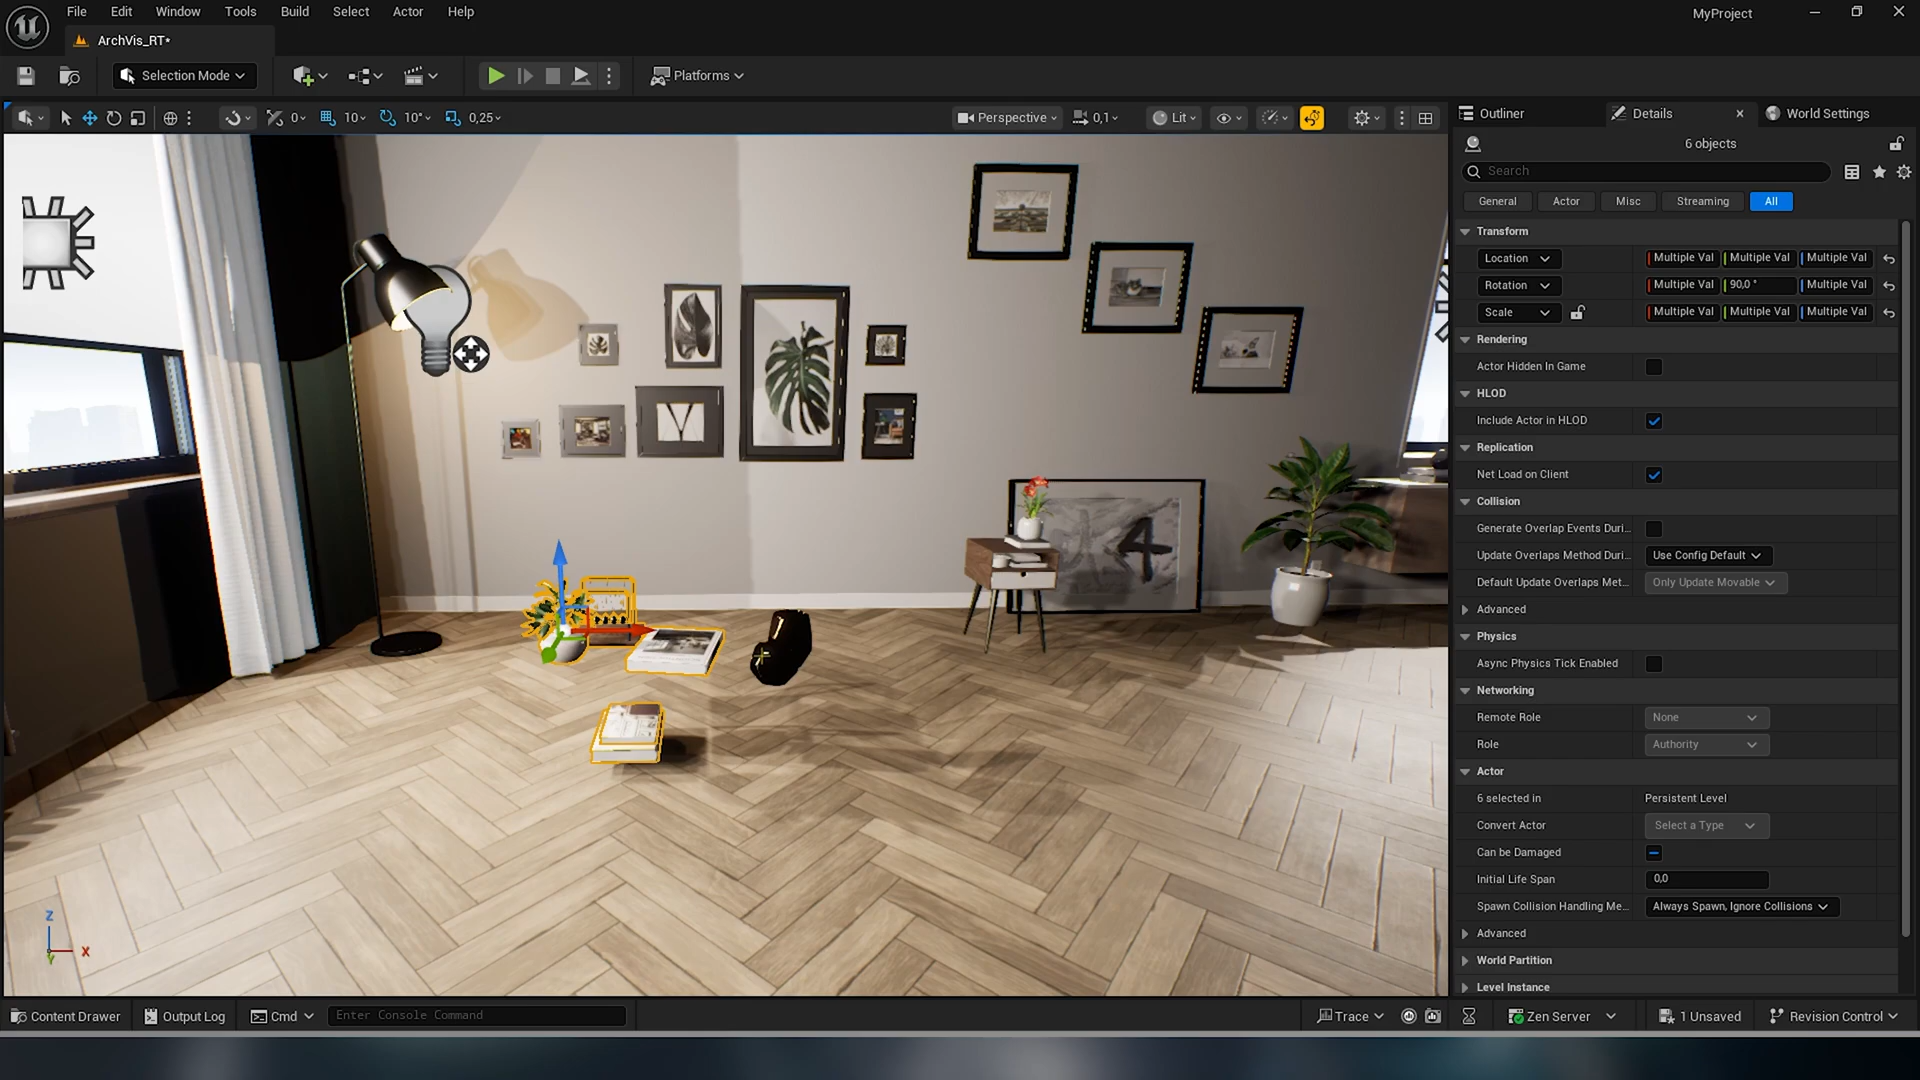 File Edit Window Tools Build Select Actor Help
MyProject
ArchVis_RT*
Selection Mode
Platforms
0 10 10° 0,25
Perspective 0,1 Lit
Outliner Details World Settings
6 objects
Search
General Actor Misc Streaming All
Transform
Location Multiple Val Multiple Val Multiple Val
Rotation Multiple Val 90,0 ° Multiple Val
Scale Multiple Val Multiple Val Multiple Val
Rendering
Actor Hidden In Game
HLOD
Include Actor in HLOD
Replication
Net Load on Client
Collision
Generate Overlap Events Duri...
Update Overlaps Method Duri... Use Config Default
Default Update Overlaps Met... Only Update Movable
Advanced
Physics
Async Physics Tick Enabled
Networking
Remote Role None
Role Authority
Actor
6 selected in Persistent Level
Convert Actor Select a Type
Can be Damaged
Initial Life Span 0,0
Spawn Collision Handling Me... Always Spawn, Ignore Collisions
Advanced
World Partition
Level Instance
4
Z
X
Y
Content Drawer Output Log Cmd Enter Console Command
Trace Zen Server 1 Unsaved Revision Control